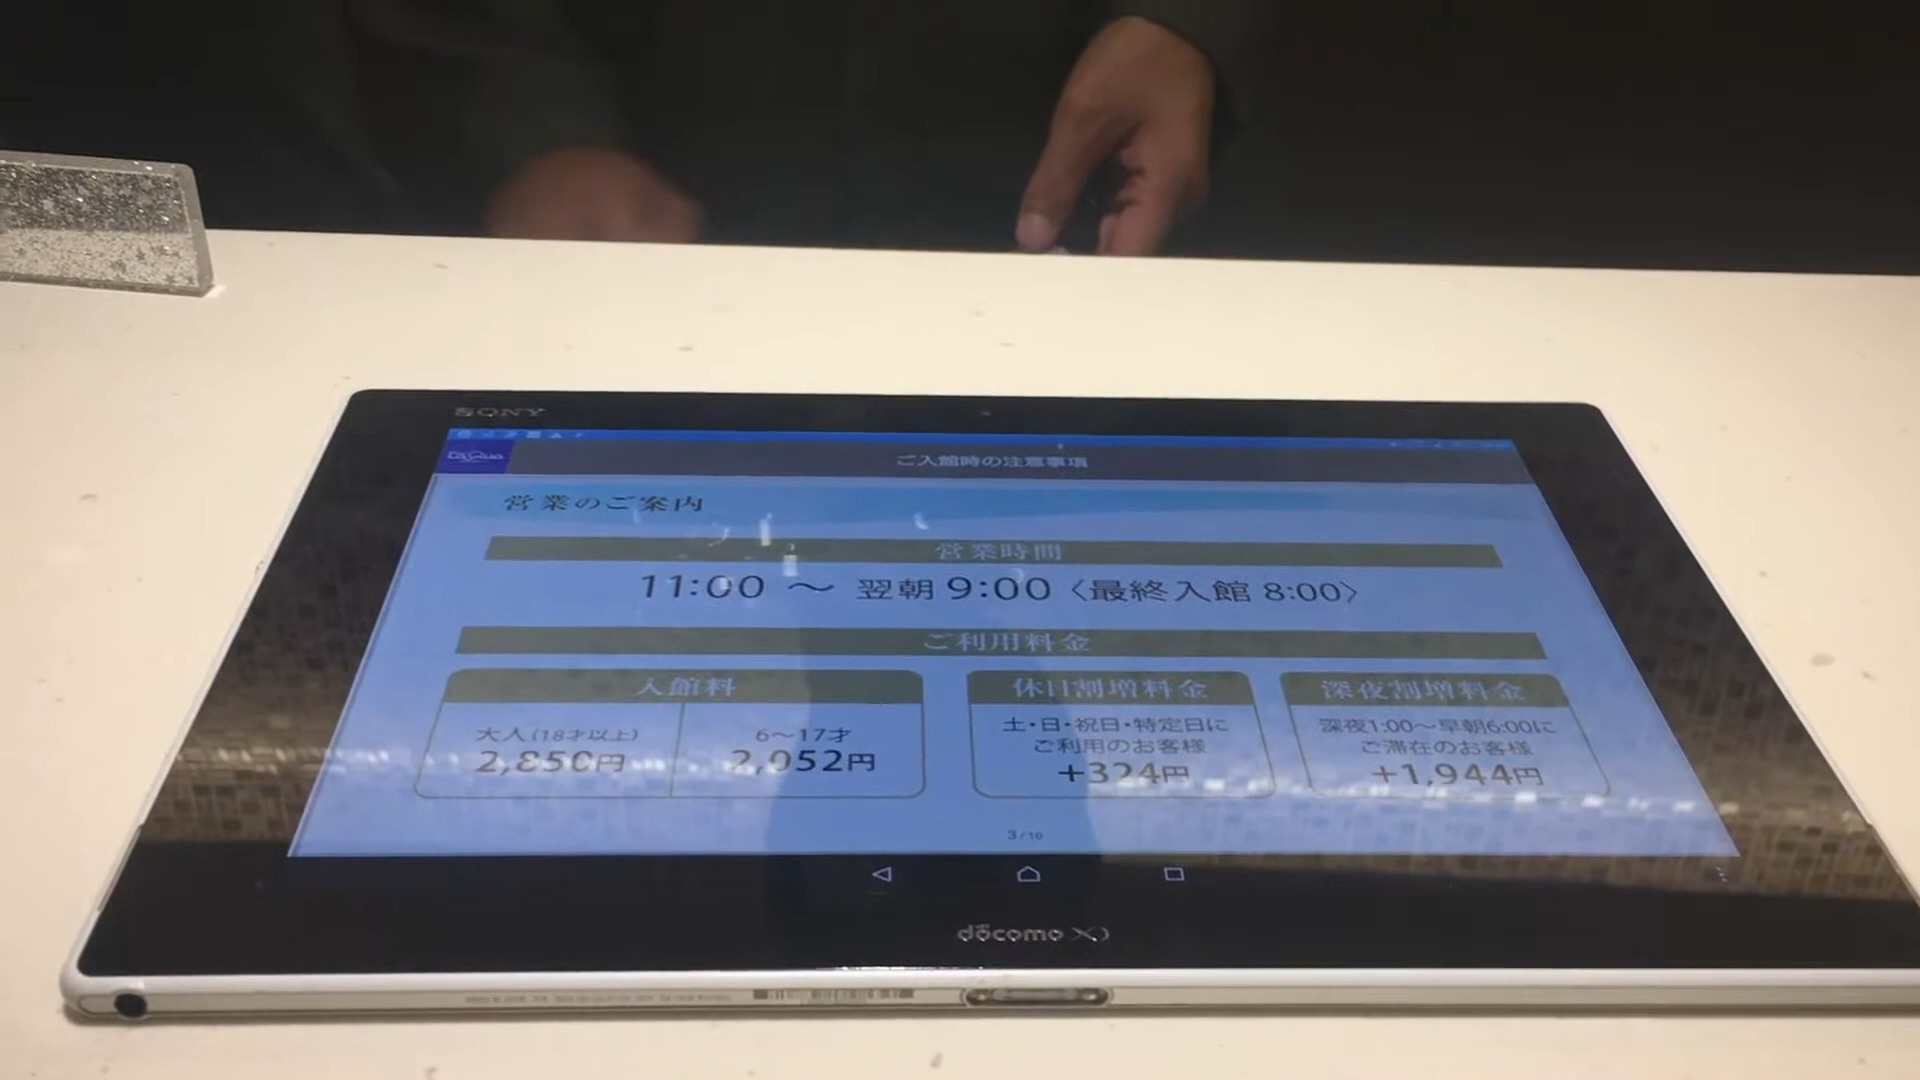 SONY
LaQua
ご入館時の注意事項
営業のご案内
営業時間
11:00 ～ 翌朝 9:00〈最終入館 8:00〉
ご利用料金
入館料
大人(18才以上)
2,850円
6～17才
2,052円
休日割増料金
土・日・祝日・特定日に
ご利用のお客様
+324円
深夜割増料金
深夜1:00～早朝6:00に
ご滞在のお客様
+1,944円
3/10
döcomo Xi